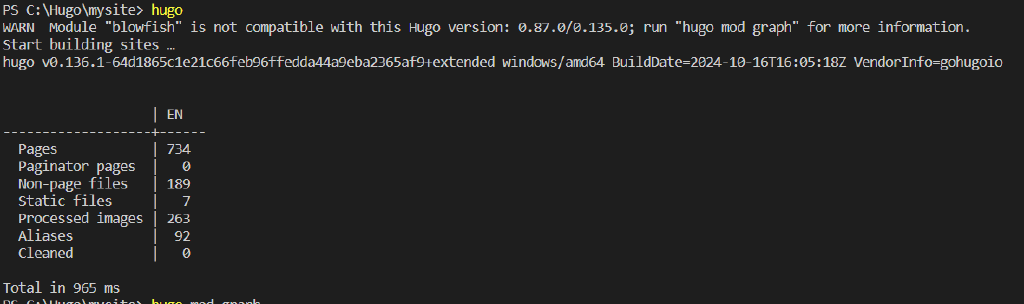 PS C:\Hugo\mysite> hugo
WARN  Module "blowfish" is not compatible with this Hugo version: 0.87.0/0.135.0; run "hugo mod graph" for more information.
Start building sites …
hugo v0.136.1-64d1865c1e21c66feb96ffedda44a9eba2365af9+extended windows/amd64 BuildDate=2024-10-16T16:05:18Z VendorInfo=gohugoio
                   | EN
-------------------+------
  Pages            | 734
  Paginator pages  |   0
  Non-page files   | 189
  Static files     |   7
  Processed images | 263
  Aliases          |  92
  Cleaned          |   0
Total in 965 ms
PS C:\Hugo\mysite> hugo mod graph